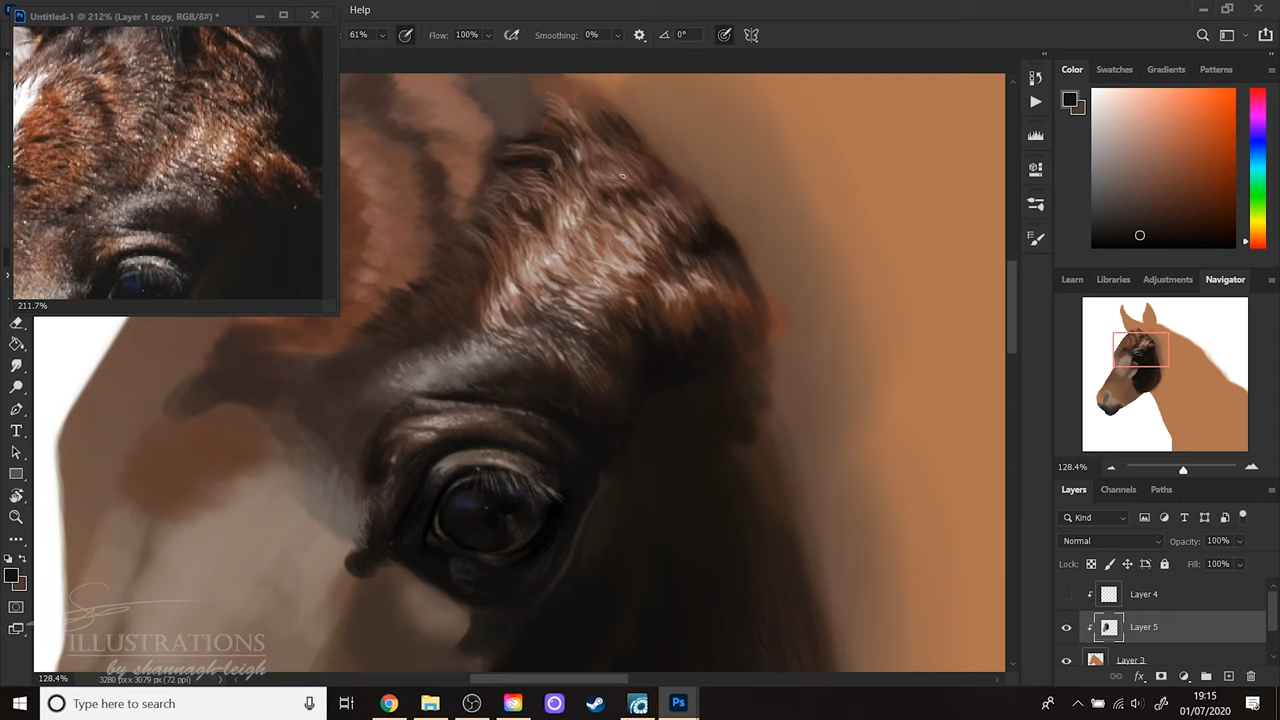 Untitled-1 @ 212% (Layer 1 copy, RGB/8#) *
Help
61% Flow: 100% Smoothing: 0% 0°
Color Swatches Gradients Patterns
211.7%
Learn Libraries Adjustments Navigator
128.4%
Layers Channels Paths
Kind
Normal Opacity: 100%
Lock: Fill: 100%
Layer 4
Layer 5
Layer 3
ILLUSTRATIONS
by shannagh-leigh
128.4% 3280 px x 3079 px (72 ppi)
Type here to search
19:15
01/07/2020